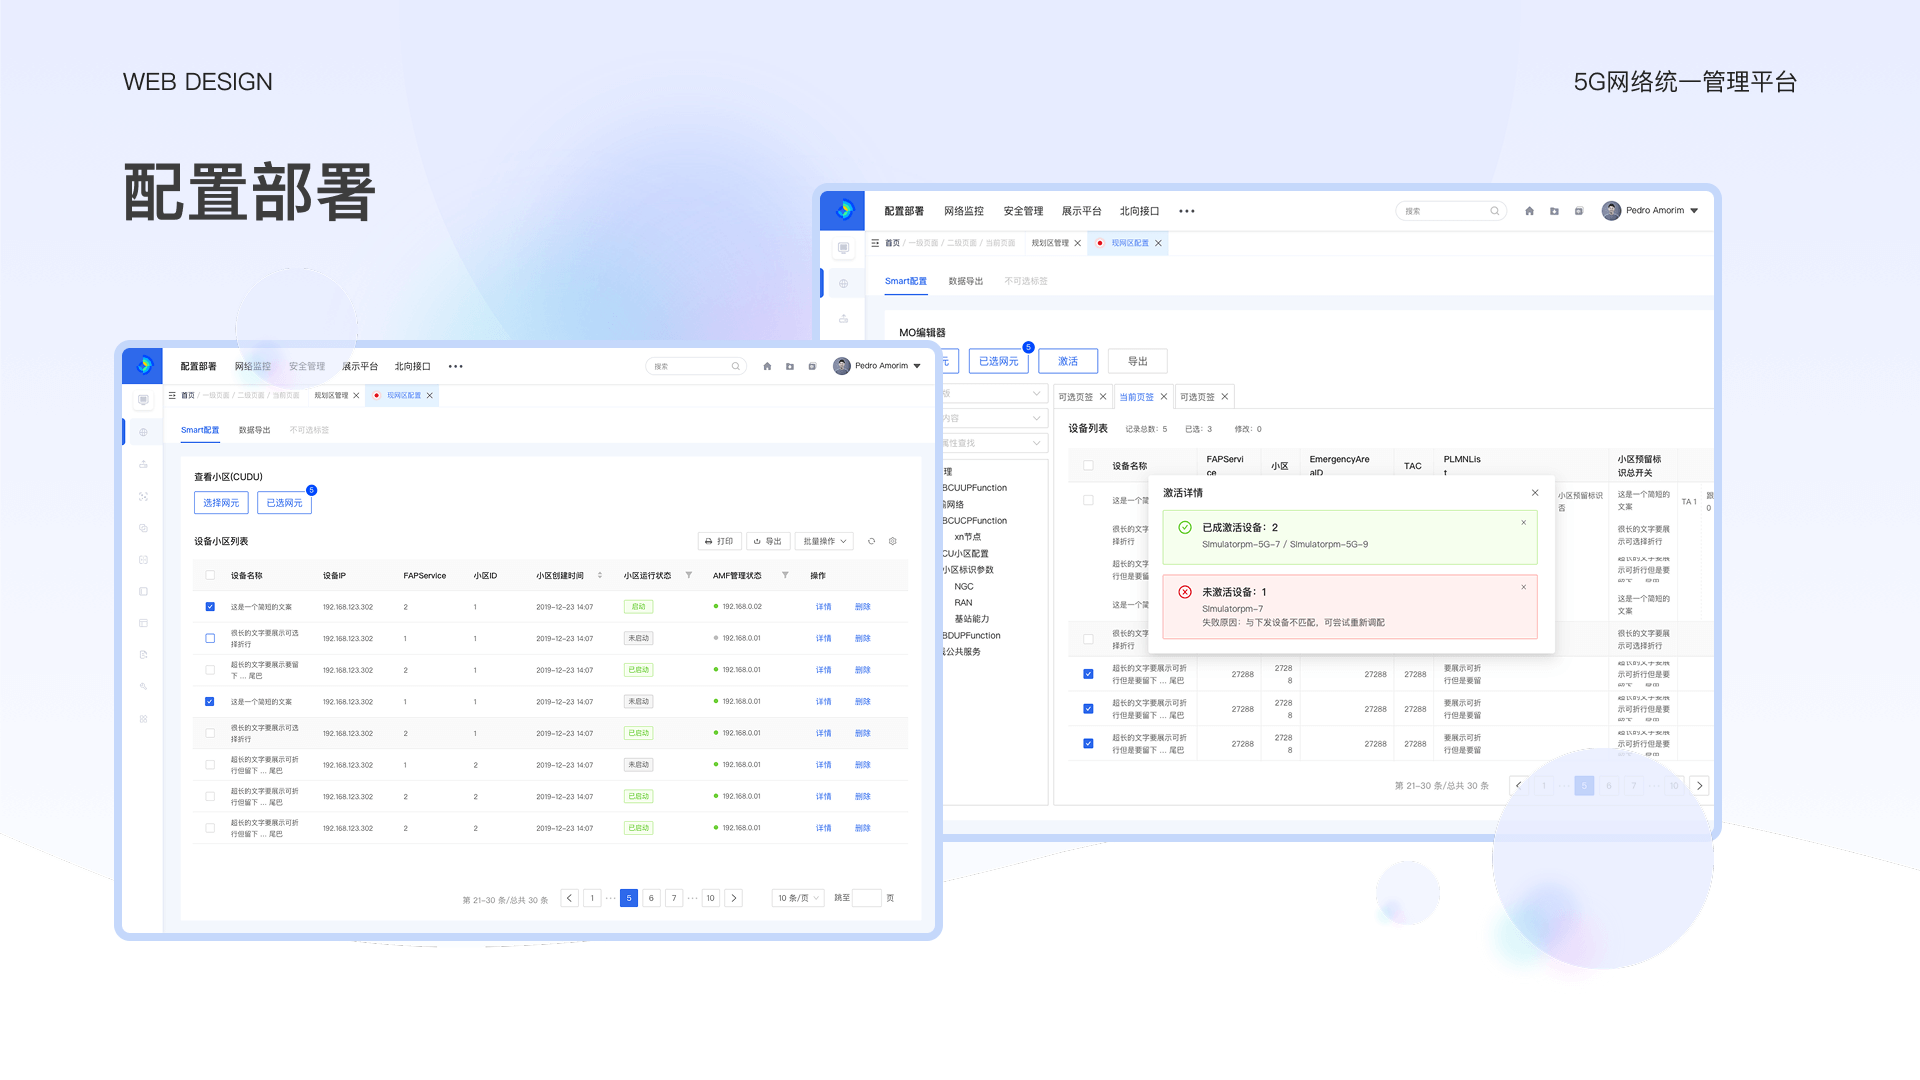 WEB DESIGN
5G网络统一管理平台
配置部署
配置部署 网络监控 安全管理 展示平台 北向接口 ••• 搜索 Pedro Amorim
首页 / 一级页面 / 二级页面 / 当前页面 规划区管理 现网区配置
Smart配置 数据导出 不可选标签
MO编辑器
元 已选网元 5 激活 导出
可选页签 当前页签 可选页签
设备列表 记录总数: 5 已选: 3 修改: 0
设备名称 FAPServi
ce 小区 EmergencyAre
aID TAC PLMNLis
t 小区预留标
识总开关
内容
属性查找
理
BCUUPFunction
BCUCPFunction
xn节点
CU小区配置
小区标识参数
NGC
RAN
基站能力
BDUPFunction
公共服务
这是一个简
小区预留标识
否
这是一个简短的
文案
TA 1
0
很长的文字
择折行
很长的文字要展
示可选择折行
超长的文
行但是要留
示可折行但是要
这是一个简
这是一个简短的
文案
很长的文字
择折行
很长的文字要展
示可选择折行
激活详情
已成激活设备：2
SImulatorpm-5G-7 / SImulatorpm-5G-9
未激活设备：1
SImulatorpm-7
失败原因：与下发设备不匹配，可尝试重新调配
超长的文字要展示可折
行但是要留下 ... 尾巴
27288 2728
8 27288 27288 要展示可折
行但是要留
示可折行但是要
超长的文字要展示可折
行但是要留下 ... 尾巴
27288 2728
8 27288 27288 要展示可折
行但是要留
示可折行但是要
超长的文字要展示可折
行但是要留下 ... 尾巴
27288 2728
8 27288 27288 要展示可折
行但是要留
示可折行但是要
第 21-30 条/总共 30 条 < 1 ··· 5 6 7 ··· 10 >
配置部署 网络监控 安全管理 展示平台 北向接口 ••• 搜索 Pedro Amorim
首页 / 一级页面 / 二级页面 / 当前页面 规划区管理 现网区配置
Smart配置 数据导出 不可选标签
查看小区(CUDU)
选择网元 已选网元 5
设备小区列表 打印 导出 批量操作
设备名称 设备IP FAPService 小区ID 小区创建时间 小区运行状态 AMF管理状态 操作
这是一个简短的文案 192.168.123.302 2 1 2019-12-23 14:07 启动 192.168.0.02 详情 删除
很长的文字要展示可选
择折行
192.168.123.302 1 1 2019-12-23 14:07 未启动 192.168.0.01 详情 删除
超长的文字要展示要留
下 ... 尾巴
192.168.123.302 2 1 2019-12-23 14:07 已启动 192.168.0.01 详情 删除
这是一个简短的文案 192.168.123.302 1 1 2019-12-23 14:07 未启动 192.168.0.01 详情 删除
很长的文字要展示可选
择折行
192.168.123.302 2 1 2019-12-23 14:07 已启动 192.168.0.01 详情 删除
超长的文字要展示可折
行但留下 ... 尾巴
192.168.123.302 1 2 2019-12-23 14:07 未启动 192.168.0.01 详情 删除
超长的文字要展示可折
行但留下 ... 尾巴
192.168.123.302 2 2 2019-12-23 14:07 已启动 192.168.0.01 详情 删除
超长的文字要展示可折
行但留下 ... 尾巴
192.168.123.302 2 2 2019-12-23 14:07 已启动 192.168.0.01 详情 删除
第 21-30 条/总共 30 条 < 1 ··· 5 6 7 ··· 10 > 10 条/页 跳至 页